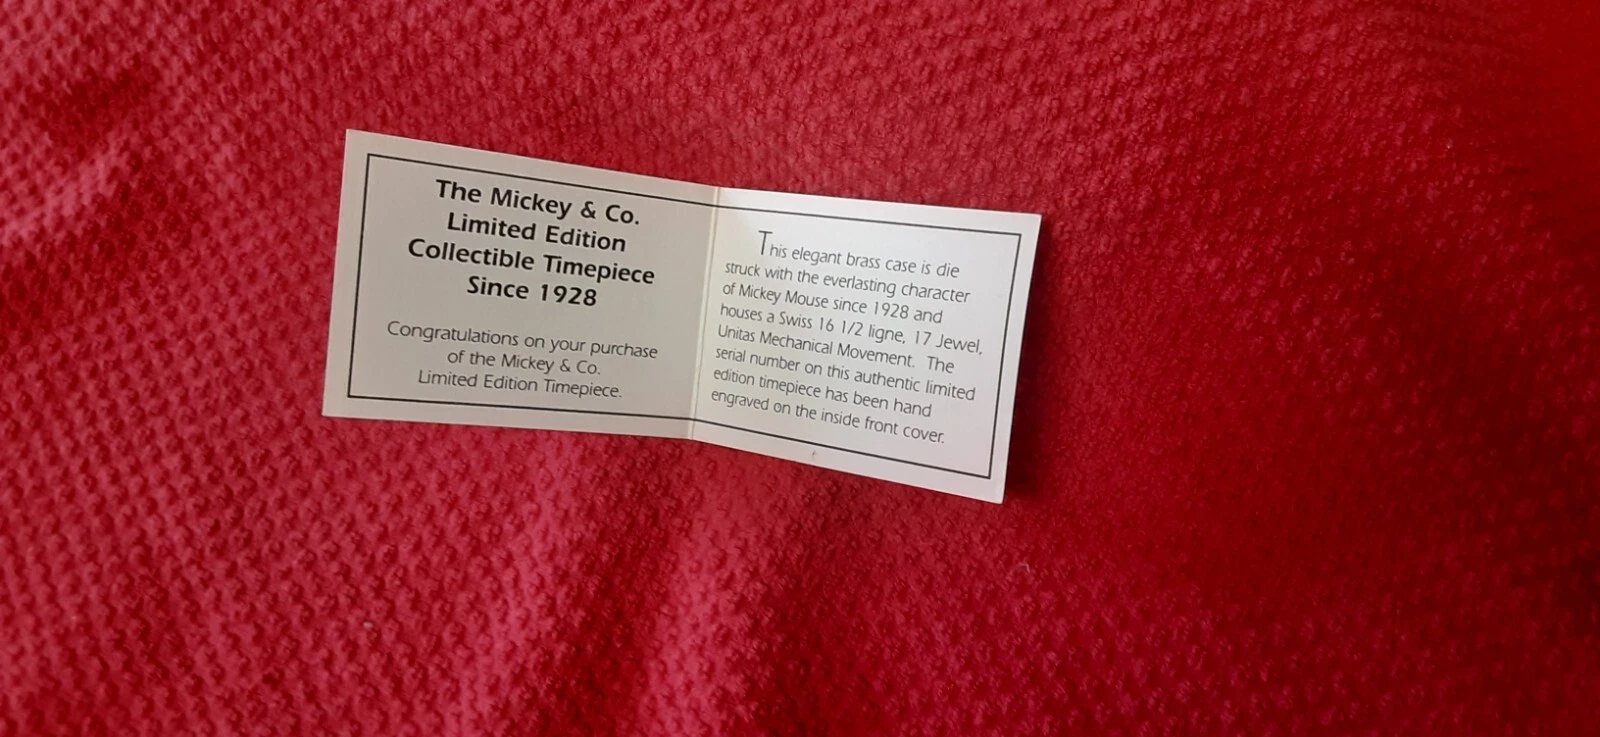 The Mickey & Co.
Limited Edition
Collectible Timepiece
Since 1928
Congratulations on your purchase
of the Mickey & Co.
Limited Edition Timepiece.
This elegant brass case is die
struck with the everlasting character
of Mickey Mouse since 1928 and
houses a Swiss 16 1/2 ligne, 17 Jewel,
Unitas Mechanical Movement. The
serial number on this authentic limited
edition timepiece has been hand
engraved on the inside front cover.